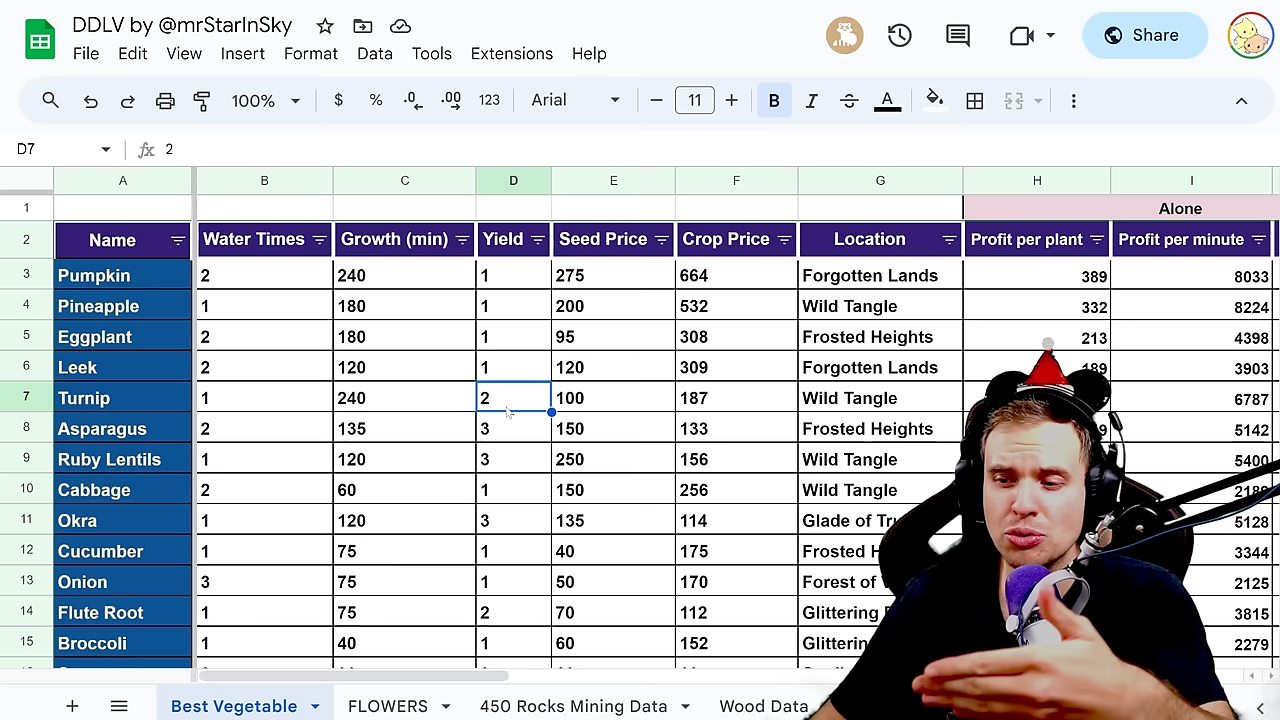 DDLV by @mrStarInSky
File Edit View Insert Format Data Tools Extensions Help
Share
100% $ % .0 .00 123 Arial 11 B I A
D7 fx 2
A B C D E F G H I
1 Alone
2 Name Water Times Growth (min) Yield Seed Price Crop Price Location Profit per plant Profit per minute
3 Pumpkin 2 240 1 275 664 Forgotten Lands 389 8033
4 Pineapple 1 180 1 200 532 Wild Tangle 332 8224
5 Eggplant 2 180 1 95 308 Frosted Heights 213 4398
6 Leek 2 120 1 120 309 Forgotten Lands 189 3903
7 Turnip 1 240 2 100 187 Wild Tangle 6787
8 Asparagus 2 135 3 150 133 Frosted Heights 5142
9 Ruby Lentils 1 120 3 250 156 Wild Tangle 5400
10 Cabbage 2 60 1 150 256 Wild Tangle
11 Okra 1 120 3 135 114 Glade of 5128
12 Cucumber 1 75 1 40 175 Frosted 3344
13 Onion 3 75 1 50 170 Forest of 2125
14 Flute Root 1 75 2 70 112 Glittering 3815
15 Broccoli 1 40 1 60 152 Glittering 2279
Best Vegetable FLOWERS 450 Rocks Mining Data Wood Data